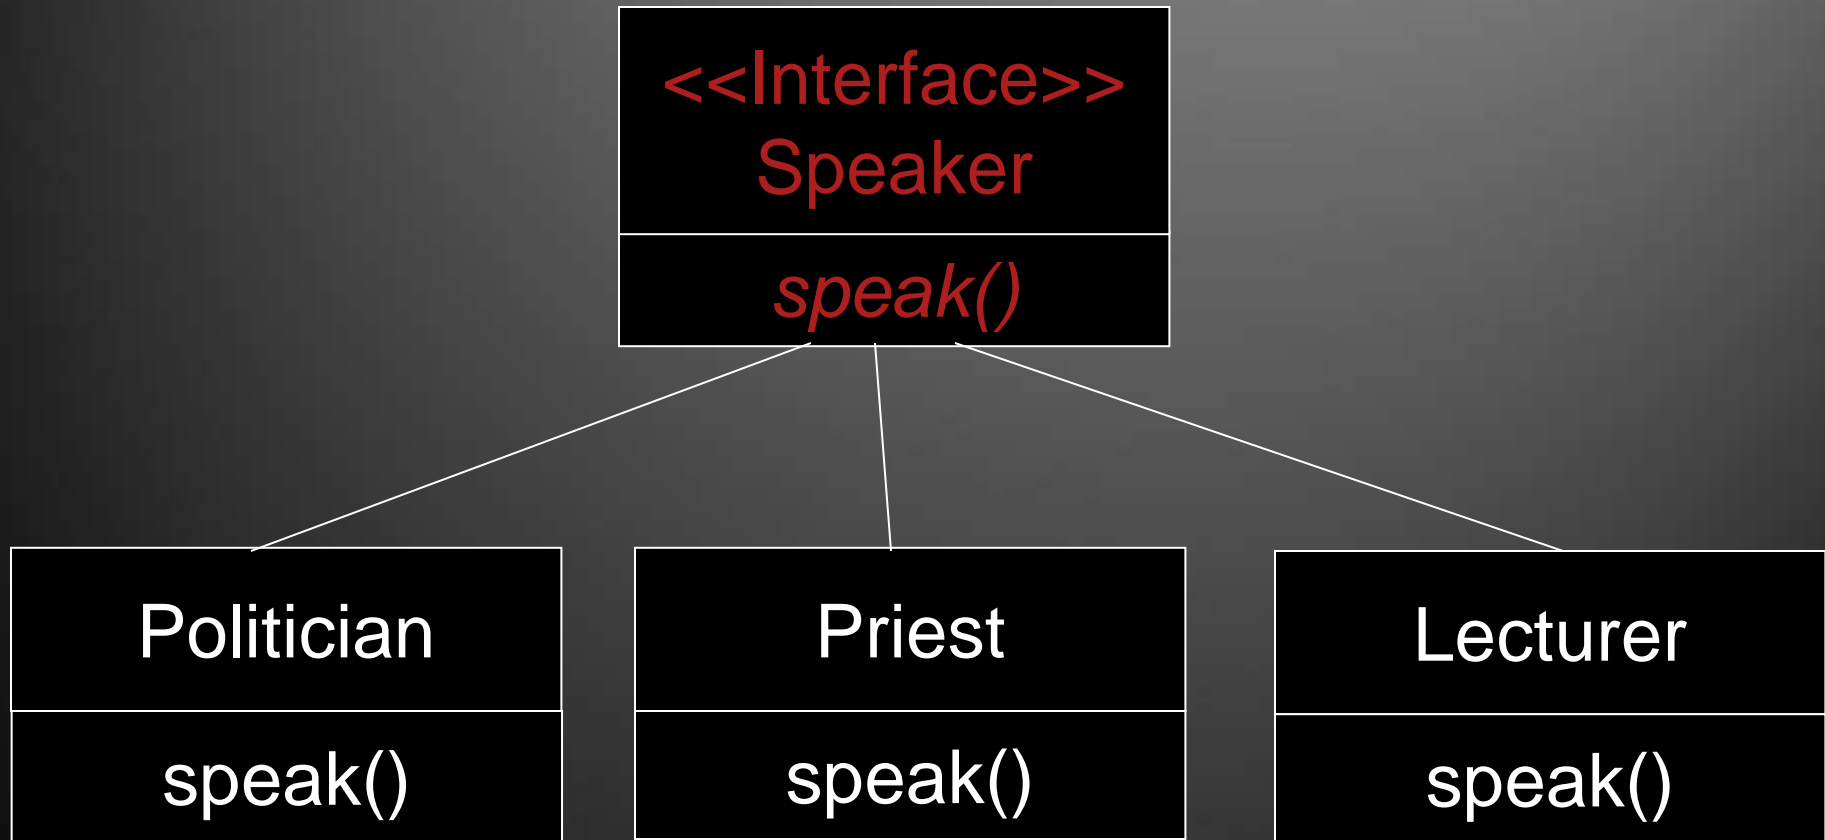 <<Interface>>
Speaker
speak()
Politician
speak()
Priest
speak()
Lecturer
speak()